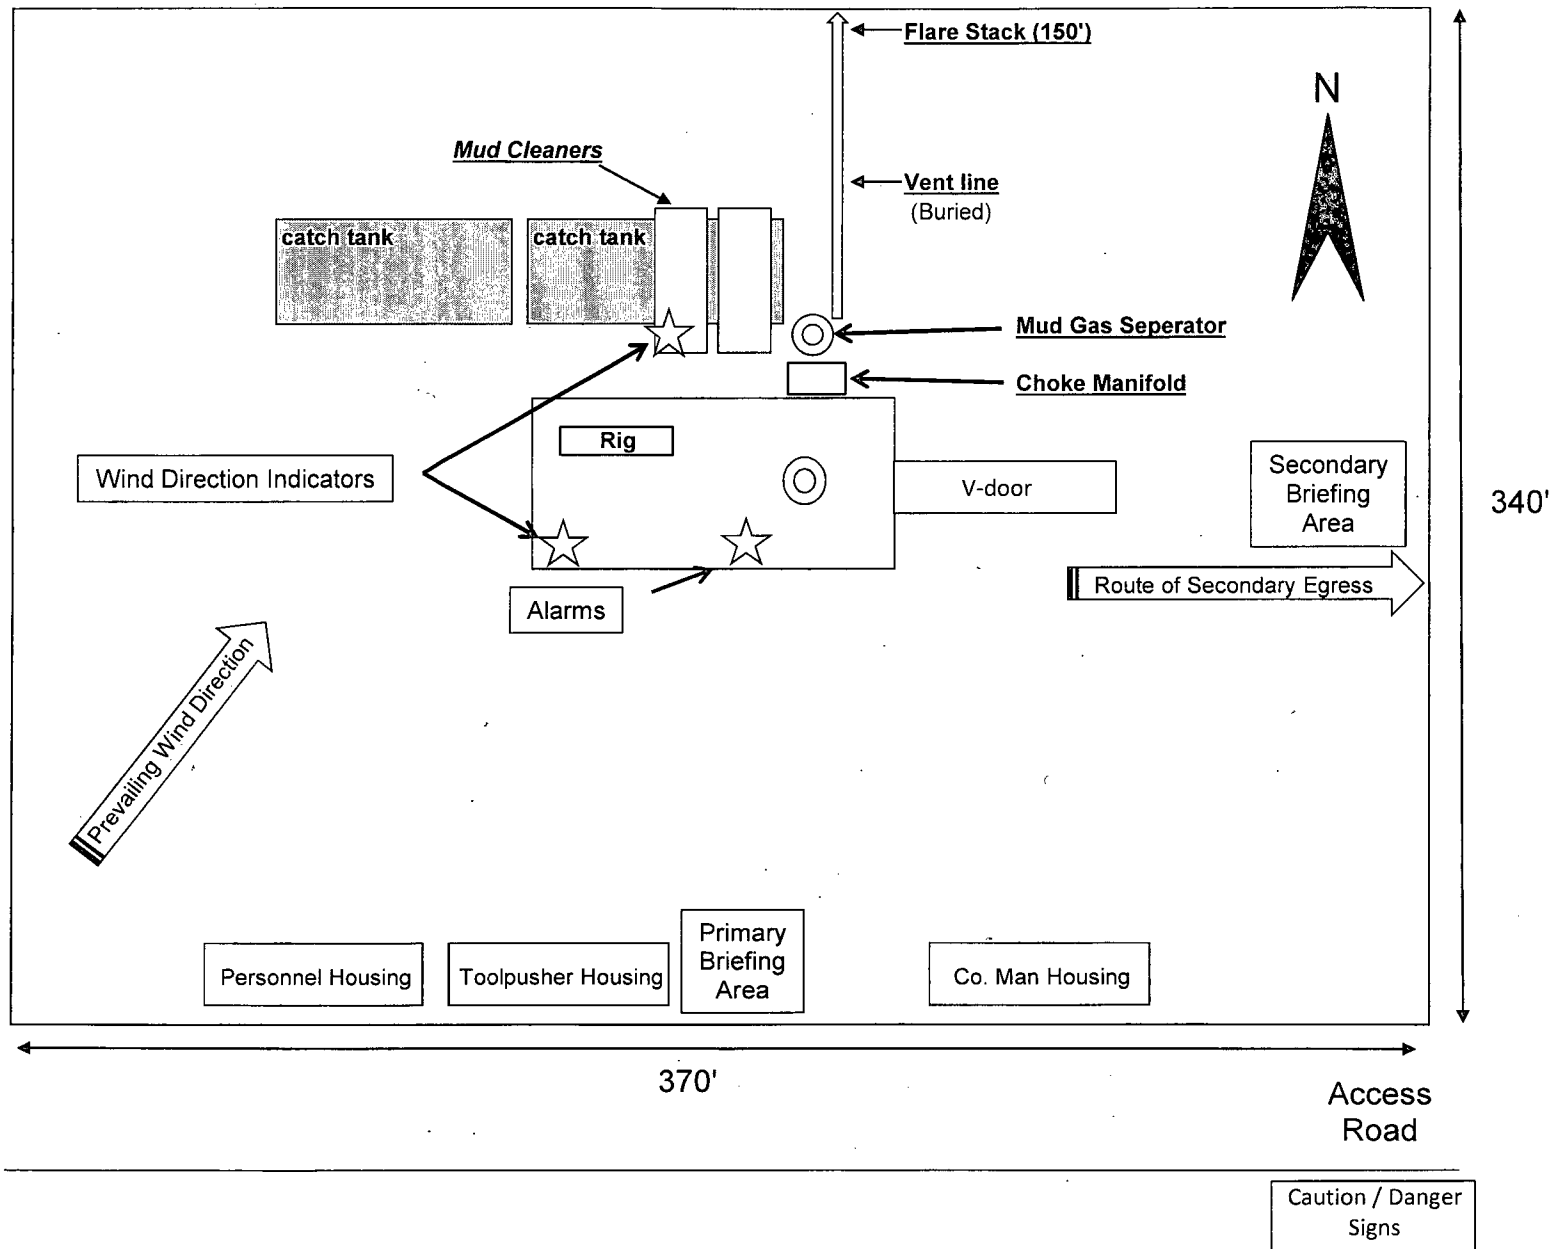 Flare Stack (150')
N
Mud Cleaners
Vent line
(Buried)
catch tank
catch tank
Mud Gas Seperator
Choke Manifold
Rig
Wind Direction Indicators
V-door
Secondary
Briefing
Area
340'
Route of Secondary Egress
Alarms
Prevailing Wind Direction
Primary
Briefing
Area
Personnel Housing
Toolpusher Housing
Co. Man Housing
370'
Access
Road
Caution / Danger
Signs